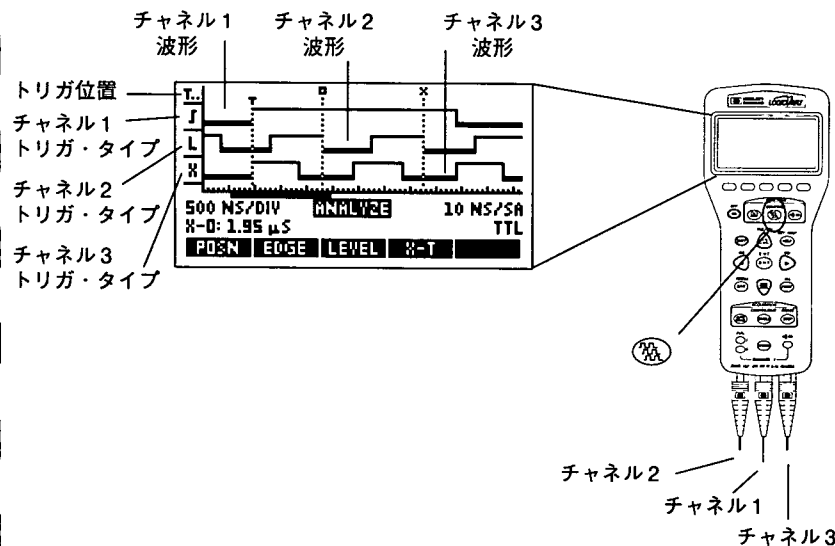 チャネル1
波形
チャネル2
波形
チャネル3
波形
トリガ位置
チャネル1
トリガ・タイプ
チャネル2
トリガ・タイプ
チャネル3
トリガ・タイプ
T..
T
X
L
X
500 NS/DIV
ANALYZE
10 NS/SA
X-O: 1.95 µS
TTL
POSN
EDGE
LEVEL
X-T
チャネル2
チャネル1
チャネル3